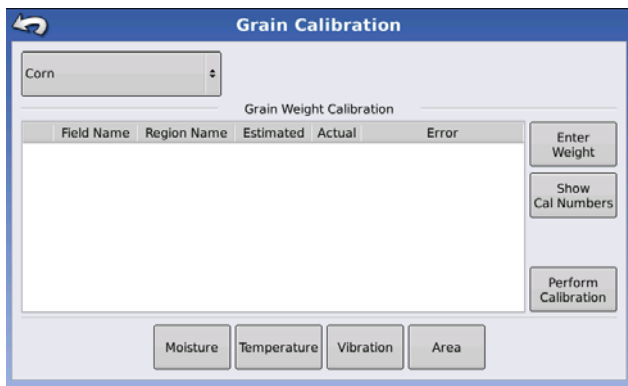 Grain Calibration
Corn
Grain Weight Calibration
Field Name Region Name Estimated Actual Error
Enter
Weight
Show
Cal Numbers
Perform
Calibration
Moisture Temperature Vibration Area